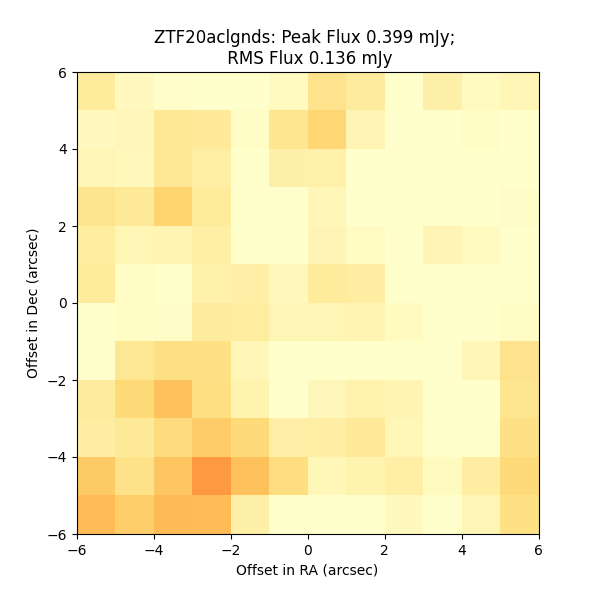 ZTF20aclgnds: Peak Flux 0.399 mJy;
RMS Flux 0.136 mJy
6
4
2
0
−2
−4
−6
Offset in Dec (arcsec)
−6 −4 −2 0 2 4 6
Offset in RA (arcsec)